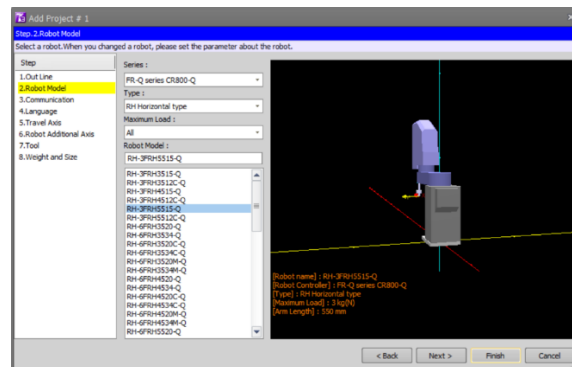 Add Project # 1
Step.2.Robot Model
Select a robot.When you changed a robot, please set the parameter about the robot.
Step
1.Out Line
2.Robot Model
3.Communication
4.Language
5.Travel Axis
6.Robot Additional Axis
7.Tool
8.Weight and Size
Series :
FR-Q series CR800-Q
Type :
RH Horizontal type
Maximum Load :
All
Robot Model :
RH-3FRH5515-Q
RH-3FRH3515-Q
RH-3FRH3512C-Q
RH-3FRH4515-Q
RH-3FRH4512C-Q
RH-3FRH5515-Q
RH-3FRH5512C-Q
RH-6FRH3520-Q
RH-6FRH3534-Q
RH-6FRH3520C-Q
RH-6FRH3534C-Q
RH-6FRH3520M-Q
RH-6FRH3534M-Q
RH-6FRH4520-Q
RH-6FRH4534-Q
RH-6FRH4520C-Q
RH-6FRH4534C-Q
RH-6FRH4520M-Q
RH-6FRH4534M-Q
RH-6FRH5520-Q
[Robot name] : RH-3FRH5515-Q
[Robot Controller] : FR-Q series CR800-Q
[Type] : RH Horizontal type
[Maximum Load] : 3 kg(N)
[Arm Length] : 550 mm
< Back
Next >
Finish
Cancel